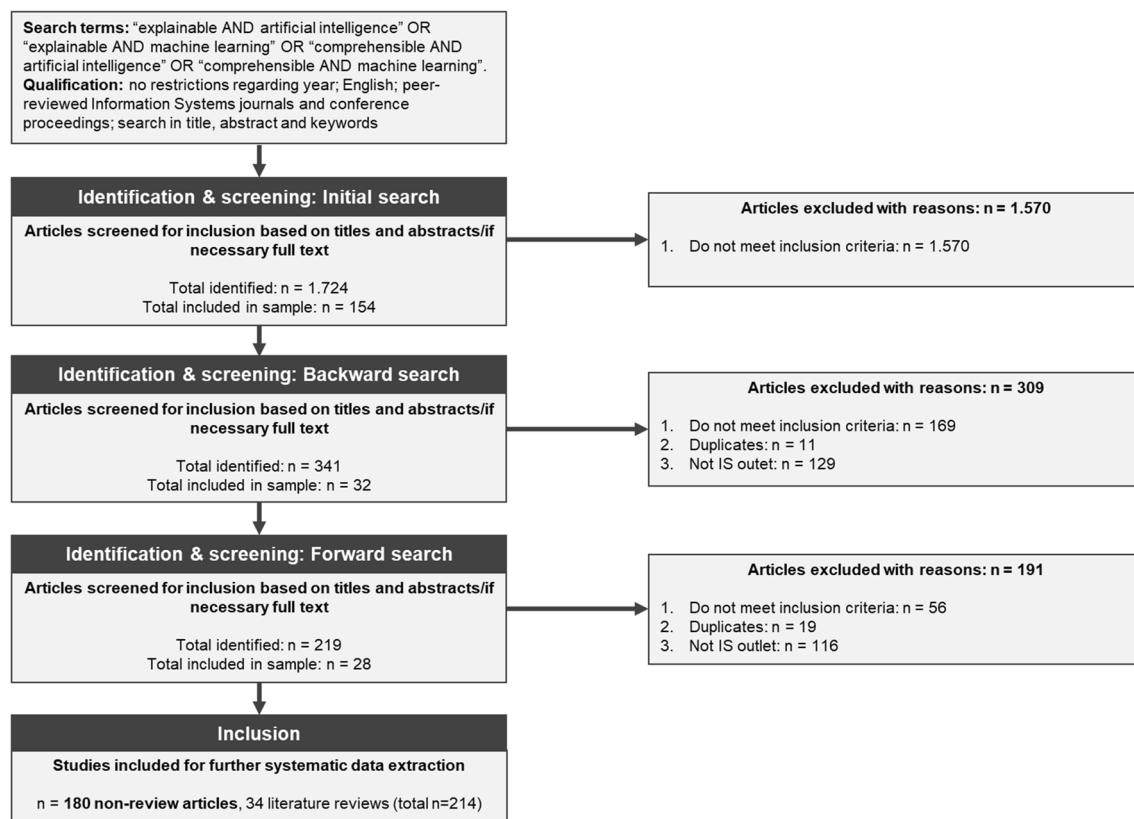 Search terms: “explainable AND artificial intelligence” OR
“explainable AND machine learning” OR “comprehensible AND
artificial intelligence” OR “comprehensible AND machine learning”.
Qualification: no restrictions regarding year; English; peer-
reviewed Information Systems journals and conference
proceedings; search in title, abstract and keywords
Identification & screening: Initial search
Articles screened for inclusion based on titles and abstracts/if
necessary full text
Total identified: n = 1.724
Total included in sample: n = 154
Articles excluded with reasons: n = 1.570
1. Do not meet inclusion criteria: n = 1.570
Identification & screening: Backward search
Articles screened for inclusion based on titles and abstracts/if
necessary full text
Total identified: n = 341
Total included in sample: n = 32
Articles excluded with reasons: n = 309
1. Do not meet inclusion criteria: n = 169
2. Duplicates: n = 11
3. Not IS outet: n = 129
Identification & screening: Forward search
Articles screened for inclusion based on titles and abstracts/if
necessary full text
Total identified: n = 219
Total included in sample: n = 28
Articles excluded with reasons: n = 191
1. Do not meet inclusion criteria: n = 56
2. Duplicates: n = 19
3. Not IS outlet: n = 116
Inclusion
Studies included for further systematic data extraction
n = 180 non-review articles, 34 literature reviews (total n=214)